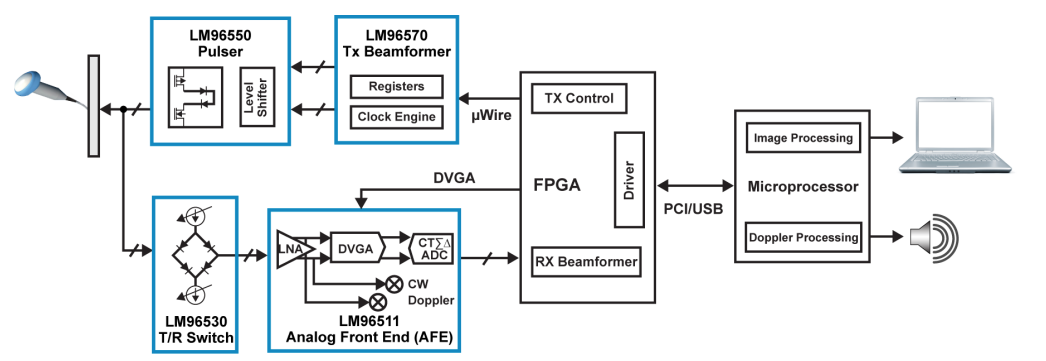 LM96550
Pulser
Level
Shifter
LM96570
Tx Beamformer
Registers
Clock Engine
µWire
TX Control
FPGA
Driver
RX Beamformer
DVGA
PCI/USB
Image Processing
Microprocessor
Doppler Processing
LM96530
T/R Switch
LNA
DVGA
CT∑∆
ADC
CW
Doppler
LM96511
Analog Front End (AFE)